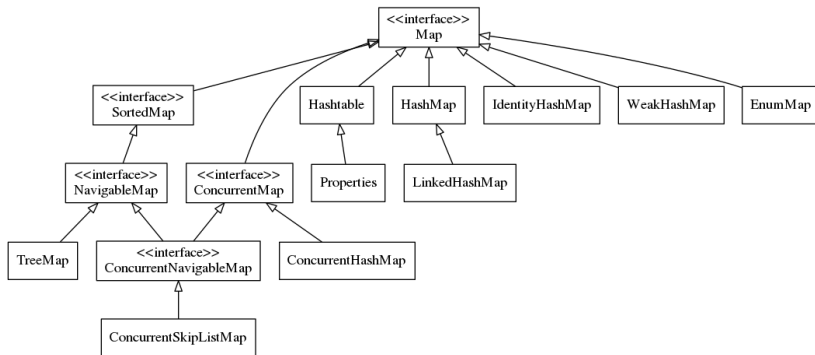 <<interface>>
Map
<<interface>>
SortedMap
Hashtable
HashMap
IdentityHashMap
WeakHashMap
EnumMap
<<interface>>
NavigableMap
<<interface>>
ConcurrentMap
Properties
LinkedHashMap
TreeMap
<<interface>>
ConcurrentNavigableMap
ConcurrentHashMap
ConcurrentSkipListMap